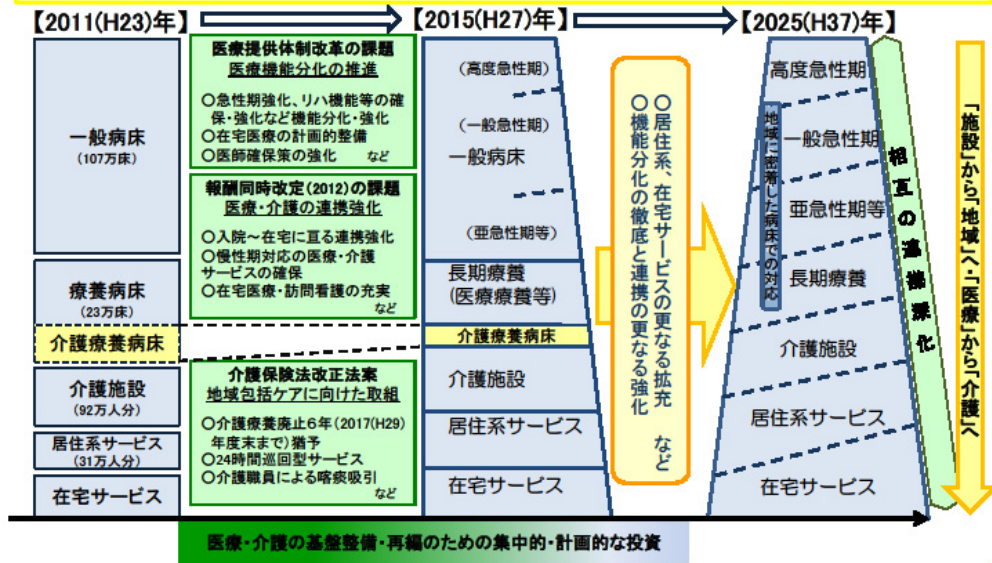 【2011(H23)年】
【2015(H27)年】
【2025(H37)年】
一般病床
(107万床)
療養病床
(23万床)
介護療養病床
介護施設
(92万人分)
居住系サービス
(31万人分)
在宅サービス
医療提供体制改革の課題
医療機能分化の推進
○急性期強化、リハ機能等の確
保・強化など機能分化・強化
○在宅医療の計画的整備
○医師確保策の強化 など
報酬同時改定(2012)の課題
医療・介護の連携強化
○入院～在宅に亘る連携強化
○慢性期対応の医療・介護
サービスの確保
○在宅医療・訪問看護の充実
など
介護保険法改正法案
地域包括ケアに向けた取組
○介護療養廃止6年(2017(H29)
年度末まで)猶予
○24時間巡回型サービス
○介護職員による喀痰吸引
など
(高度急性期)
(一般急性期)
一般病床
(亜急性期等)
長期療養
(医療療養等)
介護療養病床
介護施設
居住系サービス
在宅サービス
○居住系、在宅サービスの更なる拡充
○機能分化の徹底と連携の更なる強化
など
高度急性期
一般急性期
亜急性期等
長期療養
介護施設
居住系サービス
在宅サービス
地域に密着した病床での対応
相互の連携深化
「施設」から「地域」へ・「医療」から「介護」へ
医療・介護の基盤整備・再編のための集中的・計画的な投資